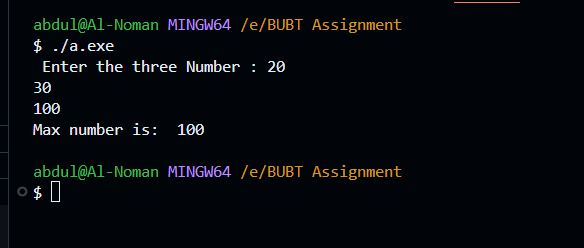 abdul@Al-Noman MINGW64 /e/BUBT Assignment
$ ./a.exe
 Enter the three Number : 20
30
100
Max number is:  100

abdul@Al-Noman MINGW64 /e/BUBT Assignment
$